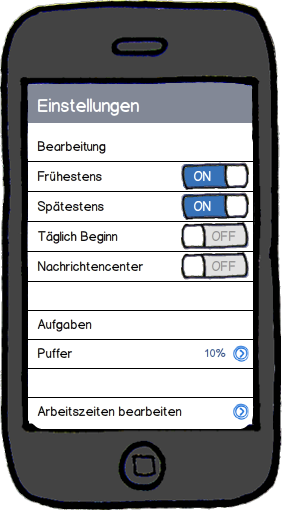 Einstellungen
Bearbeitung
Frühestens ON
Spätestens ON
Täglich Beginn OFF
Nachrichtencenter OFF
Aufgaben
Puffer 10%
Arbeitszeiten bearbeiten